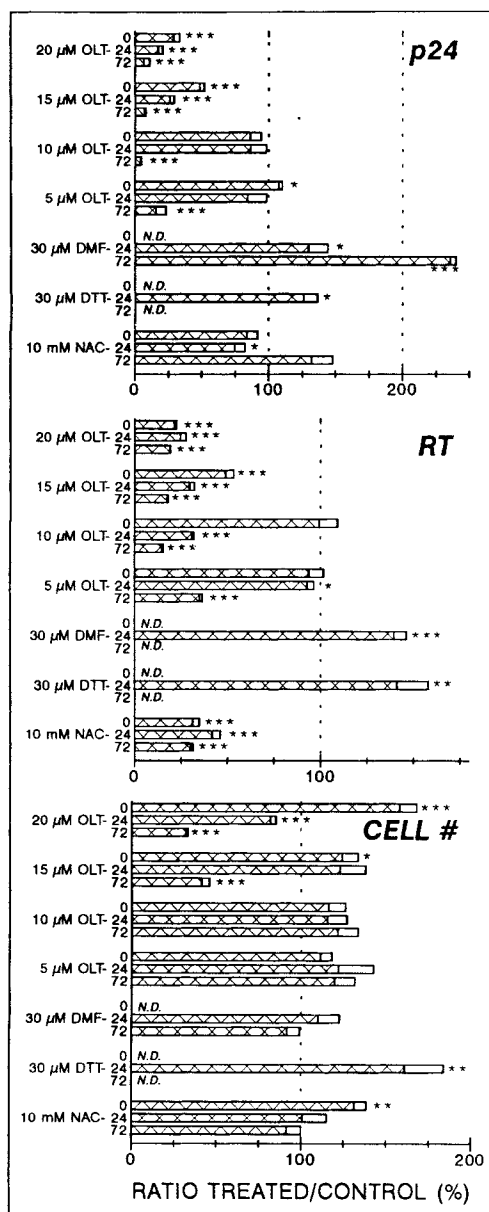 p24
0 ***
20 µM OLT- 24 ***
72 ***
0 ***
15 µM OLT- 24 ***
72 ***
0
10 µM OLT- 24
72 ***
0 *
5 µM OLT- 24
72 ***
0 N.D.
30 µM DMF- 24 *
72 ***
0 N.D.
30 µM DTT- 24 *
72 N.D.
0
10 mM NAC- 24 *
72
0 100 200
RT
0 ***
20 µM OLT- 24 ***
72 ***
0 ***
15 µM OLT- 24 ***
72 ***
0
10 µM OLT- 24 ***
72 ***
0
5 µM OLT- 24 *
72 ***
0 N.D.
30 µM DMF- 24 ***
72 N.D.
0 N.D.
30 µM DTT- 24 **
72 N.D.
0 ***
10 mM NAC- 24 ***
72 ***
0 100
CELL #
0 ***
20 µM OLT- 24 ***
72 ***
0 *
15 µM OLT- 24
72 ***
0
10 µM OLT- 24
72
0
5 µM OLT- 24
72
0 N.D.
30 µM DMF- 24
72
0 N.D.
30 µM DTT- 24 **
72 N.D.
0 **
10 mM NAC- 24
72
0 100 200
RATIO TREATED/CONTROL (%)